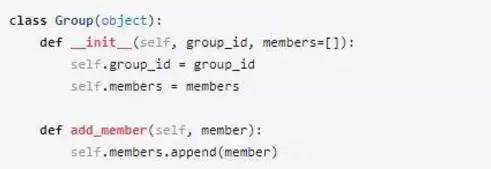 class Group(object):
    def __init__(self, group_id, members=[]):
        self.group_id = group_id
        self.members = members

    def add_member(self, member):
        self.members.append(member)